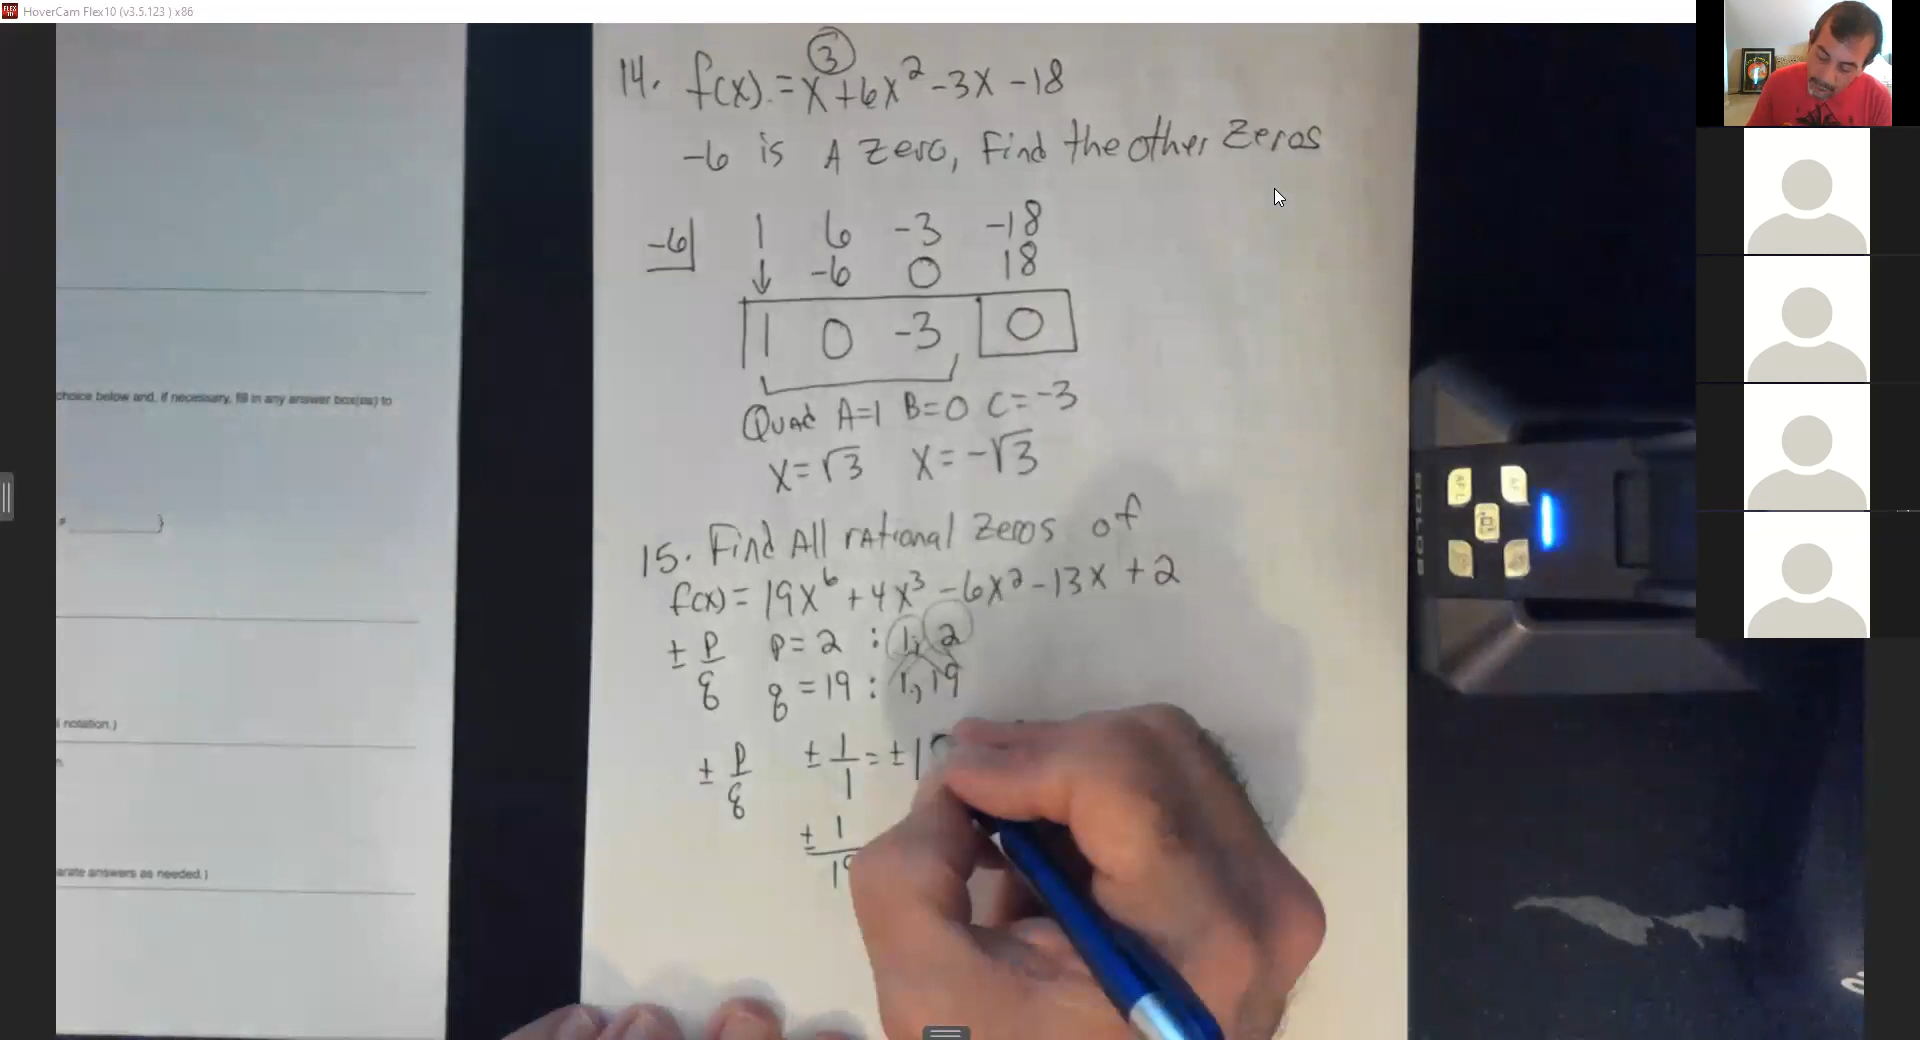 HoverCam Flex10 (v3.5.123 ) x86
14. f(x) = x³ + 6x² - 3x - 18
-6 is A zero, Find the other zeros
-6| 1 6 -3 -18
↓ -6 0 18
1 0 -3 0
Quad A=1 B=0 C=-3
x=√3 x=-√3
15. Find All rational zeros of
f(x) = 19x⁶ + 4x³ - 6x² - 13x + 2
± p/q p = 2 : 1, 2
q = 19 : 1, 19
± p/q ± 1/1 = ± 1
± 1/19
choice below and, if necessary, fill in any answer box(es) to
}
notation.)
arate answers as needed.)